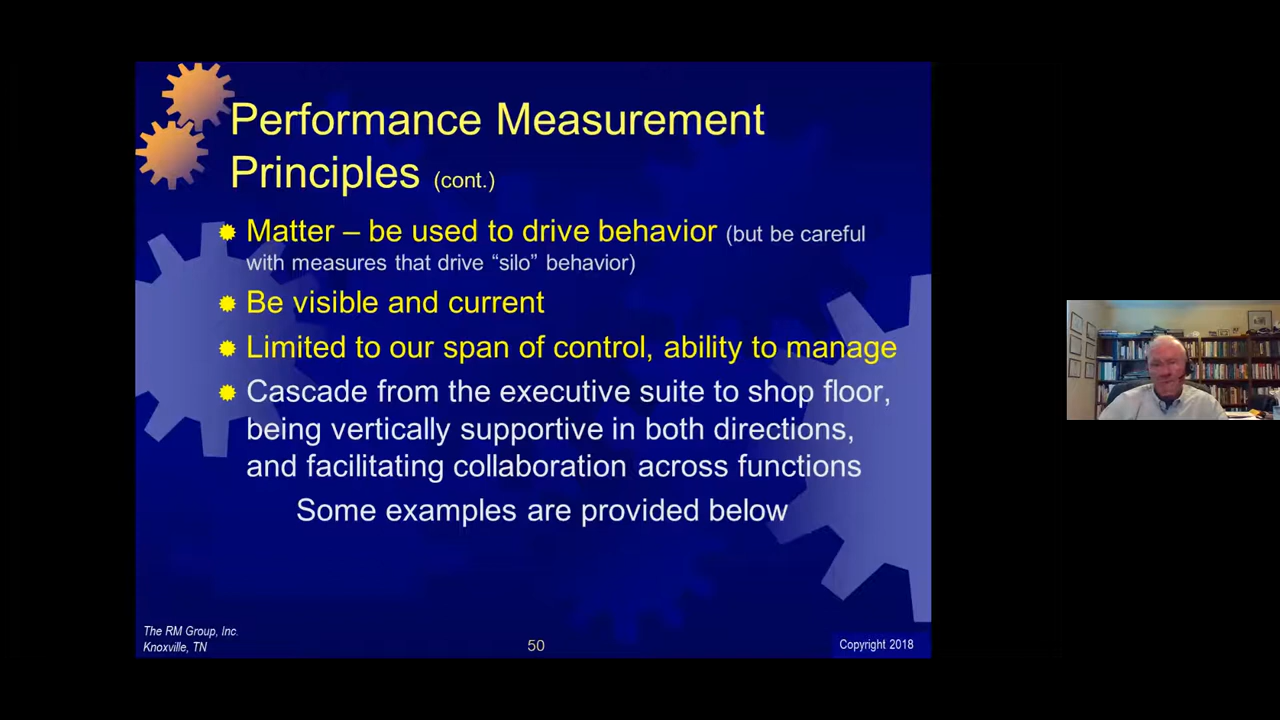 Performance Measurement
Principles (cont.)
Matter – be used to drive behavior (but be careful
with measures that drive “silo” behavior)
Be visible and current
Limited to our span of control, ability to manage
Cascade from the executive suite to shop floor,
being vertically supportive in both directions,
and facilitating collaboration across functions
Some examples are provided below
The RM Group, Inc.
Knoxville, TN
50
Copyright 2018